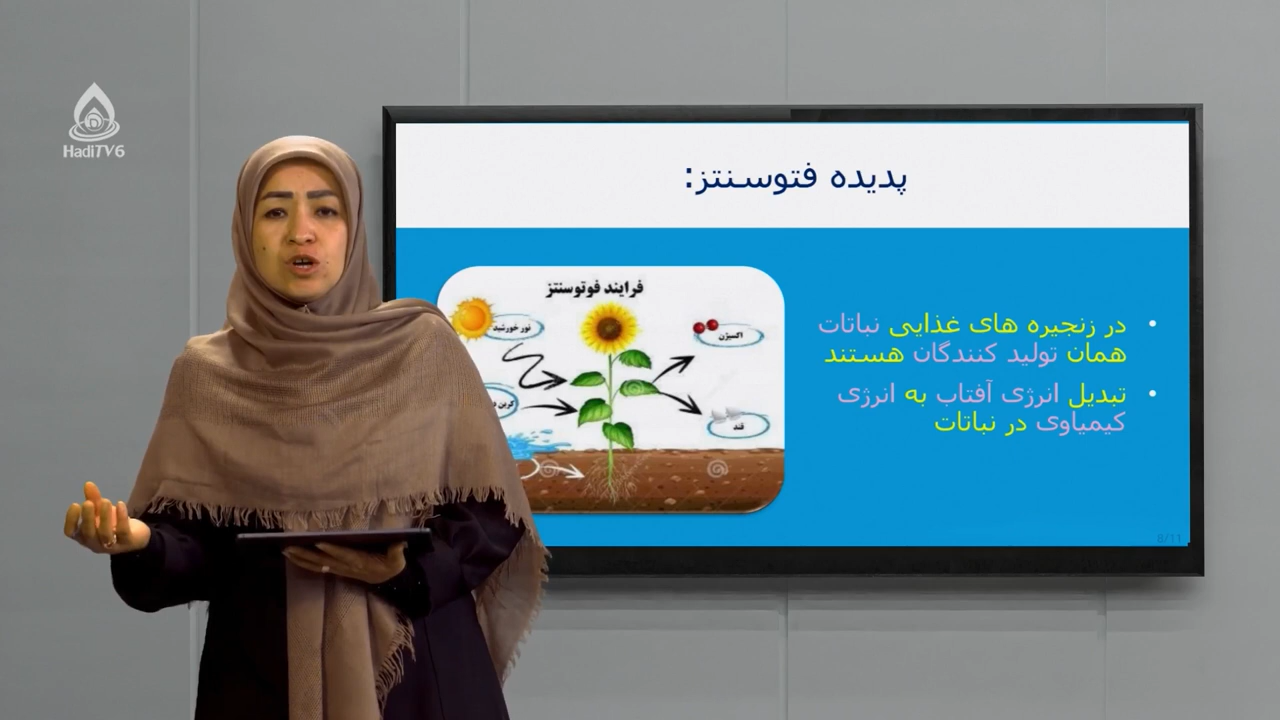 HadiTV6
پدیده فتوسنتز:
در زنجیره های غذایی نباتات
همان تولید کنندگان هستند
تبدیل انرژی آفتاب به انرژی
کیمیاوی در نباتات
فرایند فوتوسنتز
نور خورشید
اکسیژن
کربن
قند
8/11